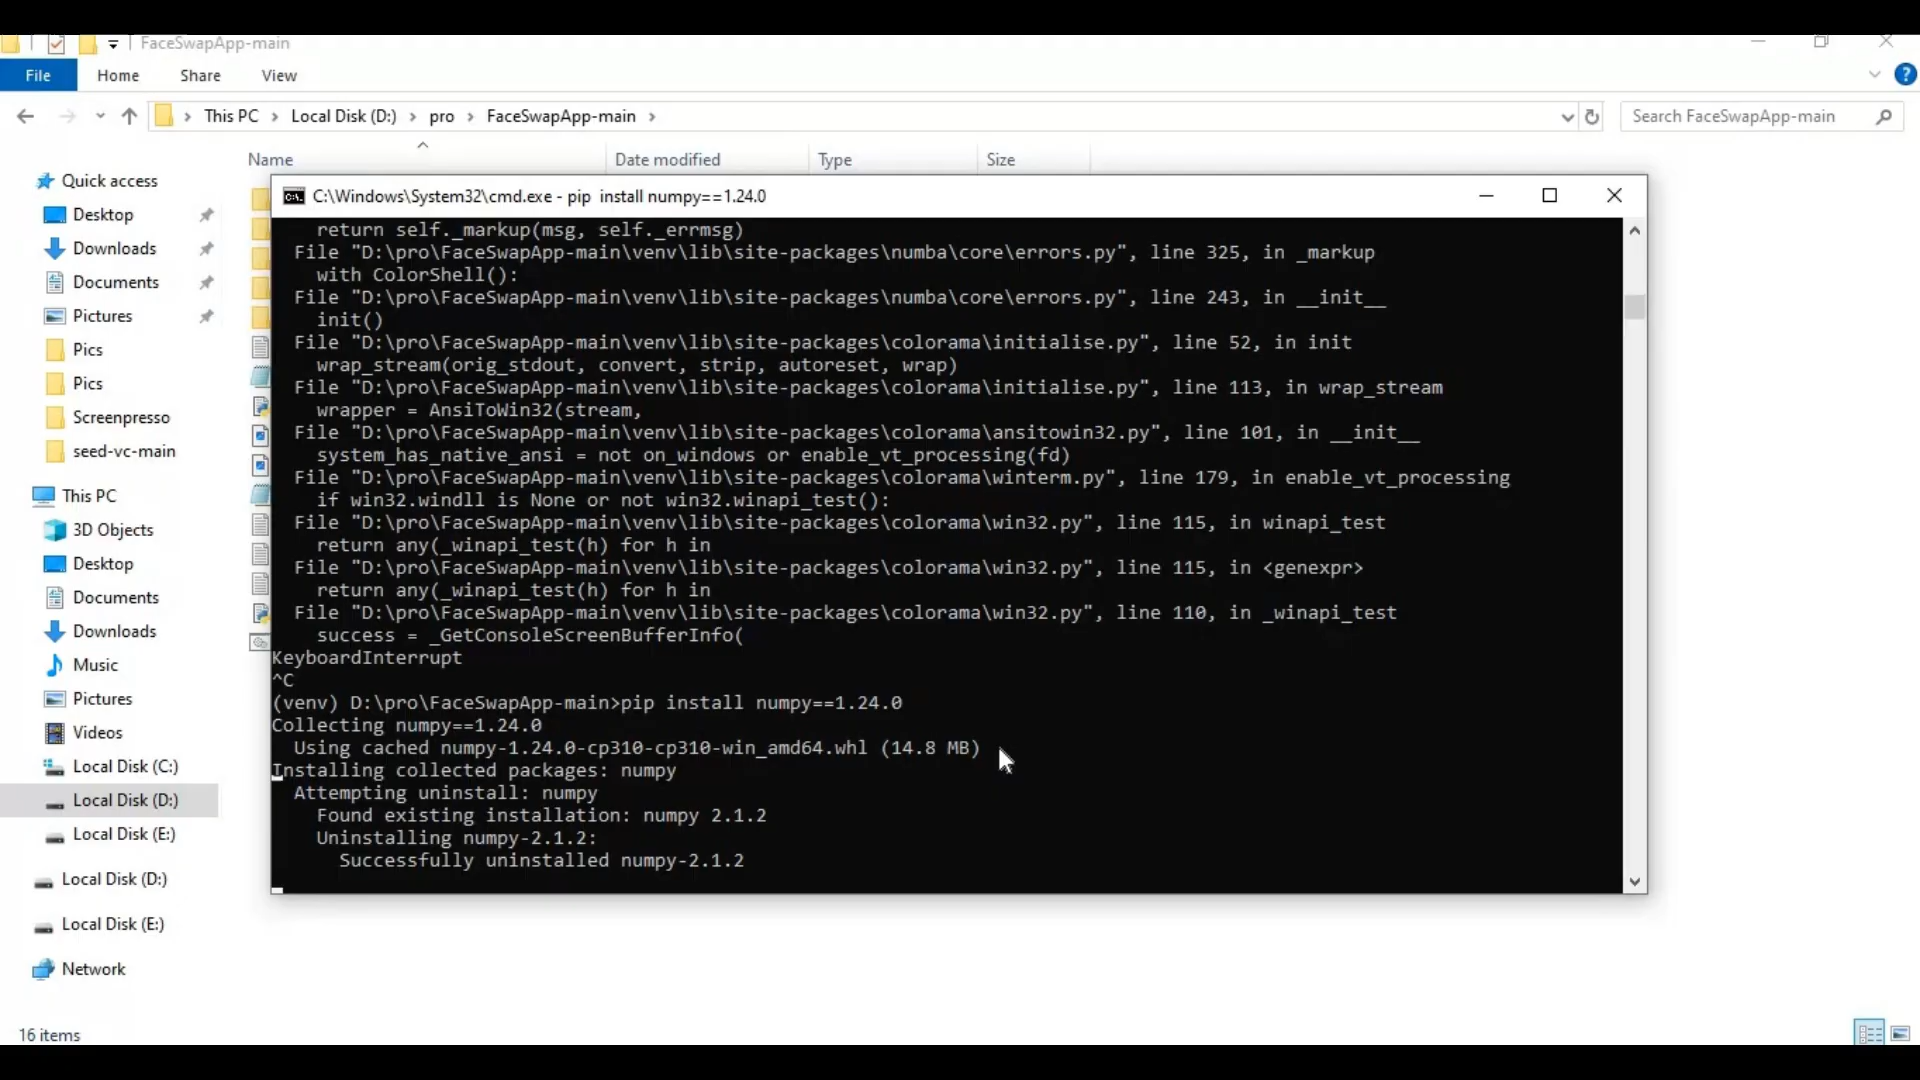 FaceSwapApp-main
File Home Share View
This PC Local Disk (D:) pro FaceSwapApp-main
Search FaceSwapApp-main
Name Date modified Type Size
Quick access
Desktop
Downloads
Documents
Pictures
Pics
Pics
Screenpresso
seed-vc-main
This PC
3D Objects
Desktop
Documents
Downloads
Music
Pictures
Videos
Local Disk (C:)
Local Disk (D:)
Local Disk (E:)
Local Disk (D:)
Local Disk (E:)
Network
16 items
C:\Windows\System32\cmd.exe - pip  install numpy==1.24.0
return self._markup(msg, self._errmsg)
File "D:\pro\FaceSwapApp-main\venv\lib\site-packages\numba\core\errors.py", line 325, in _markup
with ColorShell():
File "D:\pro\FaceSwapApp-main\venv\lib\site-packages\numba\core\errors.py", line 243, in __init__
init()
File "D:\pro\FaceSwapApp-main\venv\lib\site-packages\colorama\initialise.py", line 52, in init
wrap_stream(orig_stdout, convert, strip, autoreset, wrap)
File "D:\pro\FaceSwapApp-main\venv\lib\site-packages\colorama\initialise.py", line 113, in wrap_stream
wrapper = AnsiToWin32(stream,
File "D:\pro\FaceSwapApp-main\venv\lib\site-packages\colorama\ansitowin32.py", line 101, in __init__
system_has_native_ansi = not on_windows or enable_vt_processing(fd)
File "D:\pro\FaceSwapApp-main\venv\lib\site-packages\colorama\winterm.py", line 179, in enable_vt_processing
if win32.windll is None or not win32.winapi_test():
File "D:\pro\FaceSwapApp-main\venv\lib\site-packages\colorama\win32.py", line 115, in winapi_test
return any(_winapi_test(h) for h in
File "D:\pro\FaceSwapApp-main\venv\lib\site-packages\colorama\win32.py", line 115, in <genexpr>
return any(_winapi_test(h) for h in
File "D:\pro\FaceSwapApp-main\venv\lib\site-packages\colorama\win32.py", line 110, in _winapi_test
success = _GetConsoleScreenBufferInfo(
KeyboardInterrupt
^C
(venv) D:\pro\FaceSwapApp-main>pip install numpy==1.24.0
Collecting numpy==1.24.0
Using cached numpy-1.24.0-cp310-cp310-win_amd64.whl (14.8 MB)
Installing collected packages: numpy
Attempting uninstall: numpy
Found existing installation: numpy 2.1.2
Uninstalling numpy-2.1.2:
Successfully uninstalled numpy-2.1.2